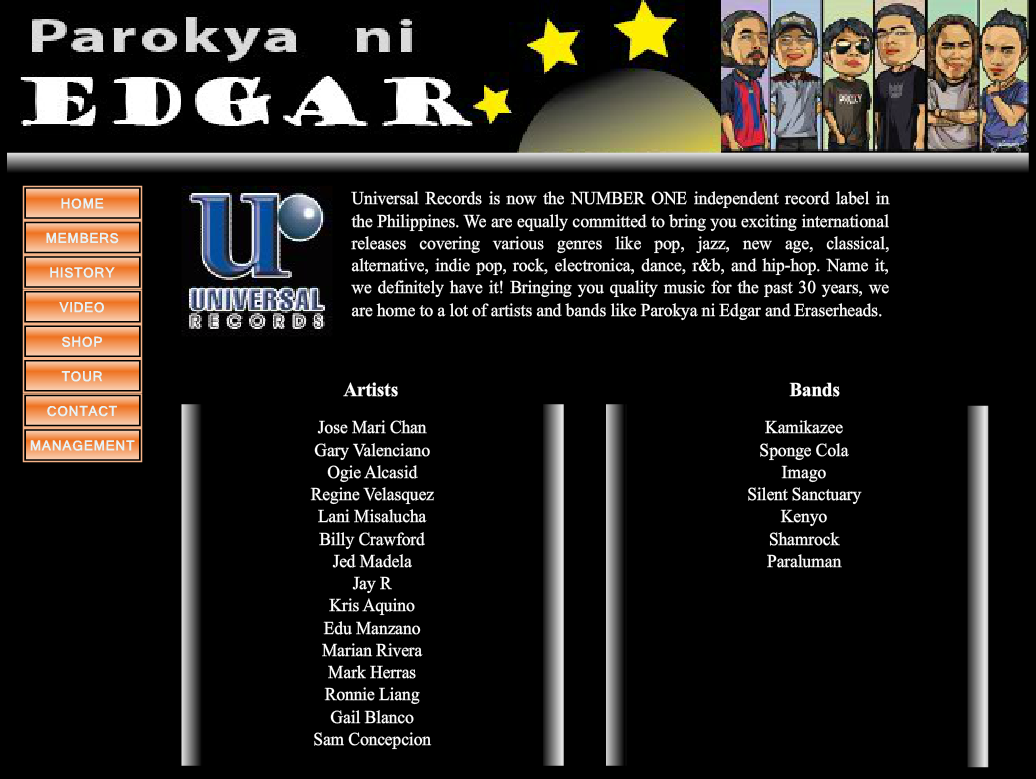 Parokya ni
EDGAR
HOME
MEMBERS
HISTORY
VIDEO
SHOP
TOUR
CONTACT
MANAGEMENT
ur
UNIVERSAL
RECORDS
Universal Records is now the NUMBER ONE independent record label in
the Philippines. We are equally committed to bring you exciting international
releases covering various genres like pop, jazz, new age, classical,
alternative, indie pop, rock, electronica, dance, r&b, and hip-hop. Name it,
we definitely have it! Bringing you quality music for the past 30 years, we
are home to a lot of artists and bands like Parokya ni Edgar and Eraserheads.
Artists
Jose Mari Chan
Gary Valenciano
Ogie Alcasid
Regine Velasquez
Lani Misalucha
Billy Crawford
Jed Madela
Jay R
Kris Aquino
Edu Manzano
Marian Rivera
Mark Herras
Ronnie Liang
Gail Blanco
Sam Concepcion
Bands
Kamikazee
Sponge Cola
Imago
Silent Sanctuary
Kenyo
Shamrock
Paraluman